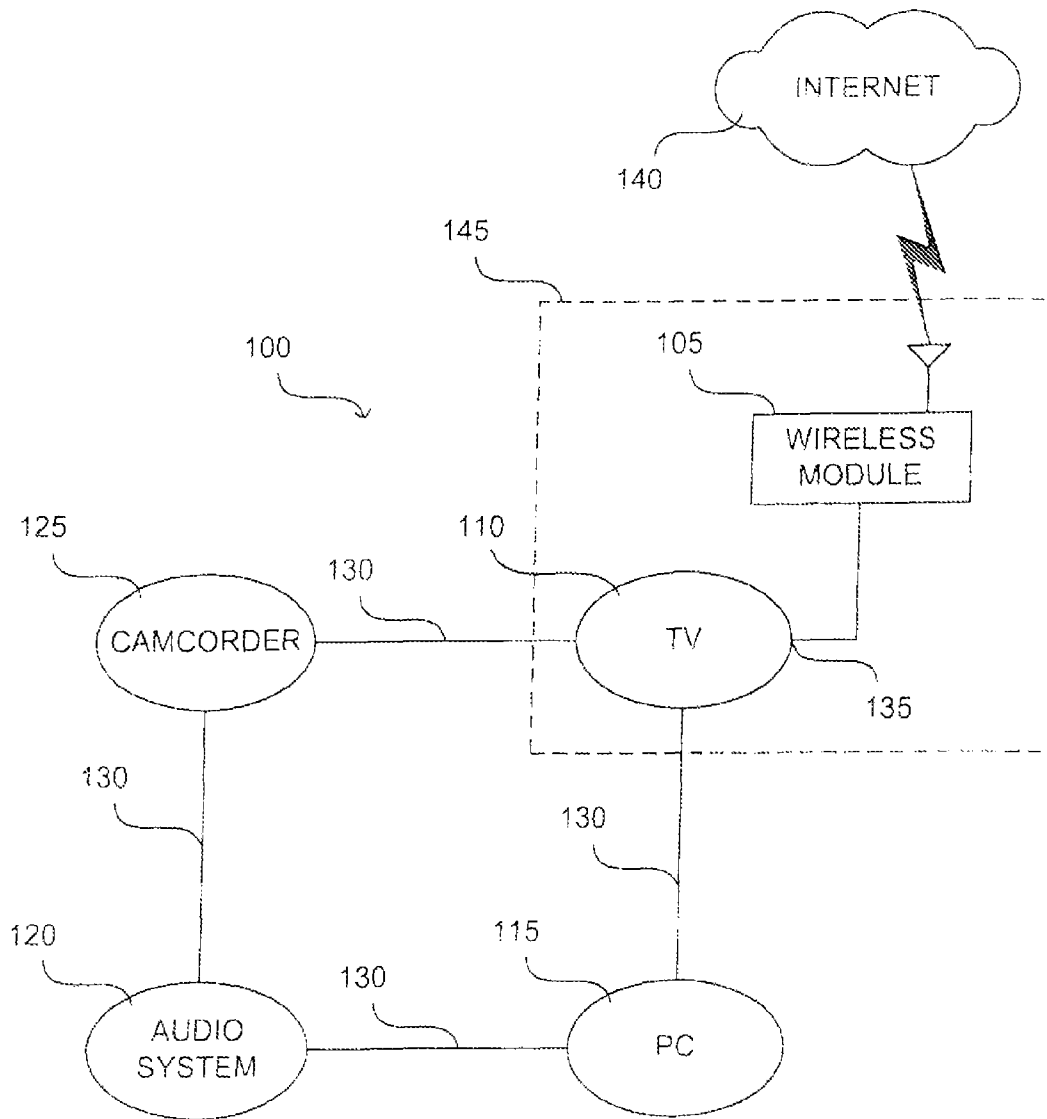 INTERNET
140
145
105
100
WIRELESS
MODULE
125
110
130
CAMCORDER
TV
135
130
130
120
115
130
AUDIO
SYSTEM
PC